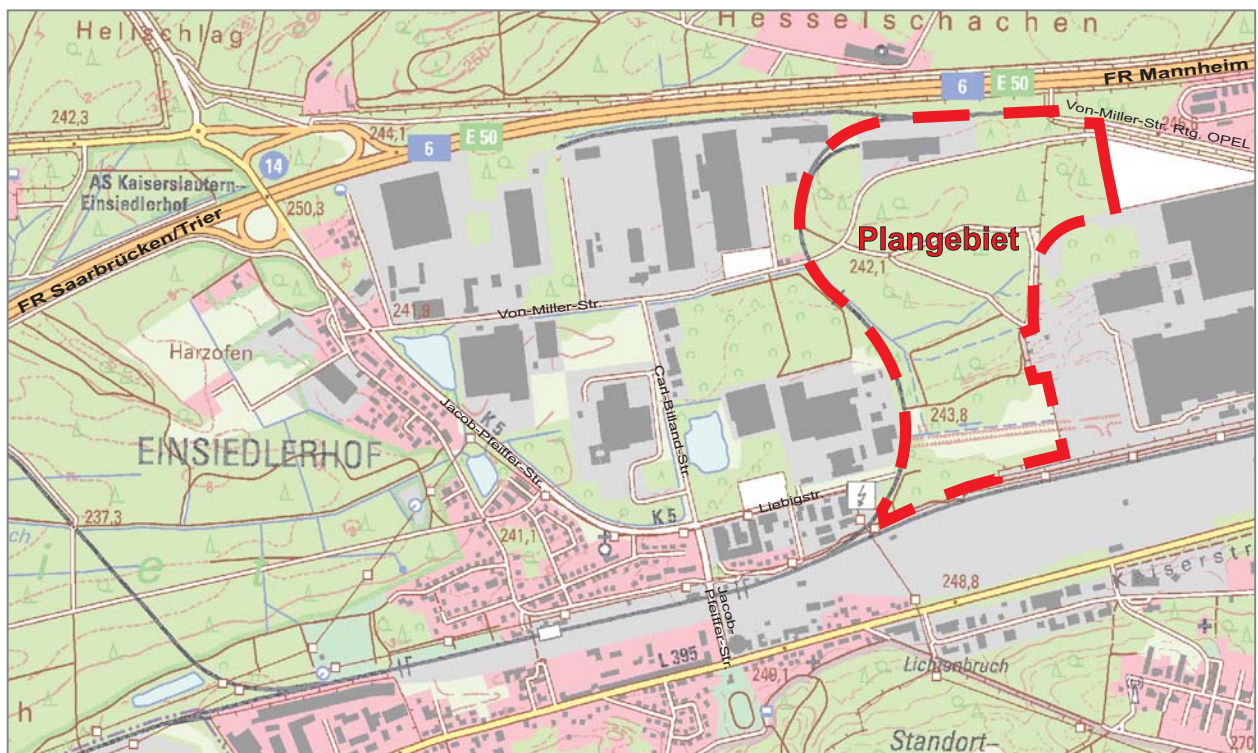 Hellschlag
Hesselschachen
FR Mannheim
6
E 50
Von-Miller-Str. Rtg. OPEL
242,3
244,1
14
6
E 50
AS Kaiserslautern-
Einsiedlerhof
250,3
FR Saarbrücken/Trier
Plangebiet
242,1
241,9
Von-Miller-Str.
Harzofen
Jacob-Pfeiffer-Str.
K 5
Carl-Billand-Str.
243,8
EINSIEDLERHOF
Liebigstr.
K 5
237,3
241,1
i e t
248,8
Kaiserstr
Jacob-
Pfeiffer-Str.
L 395
249,1
Lichtenbruch
h
Standort-
270